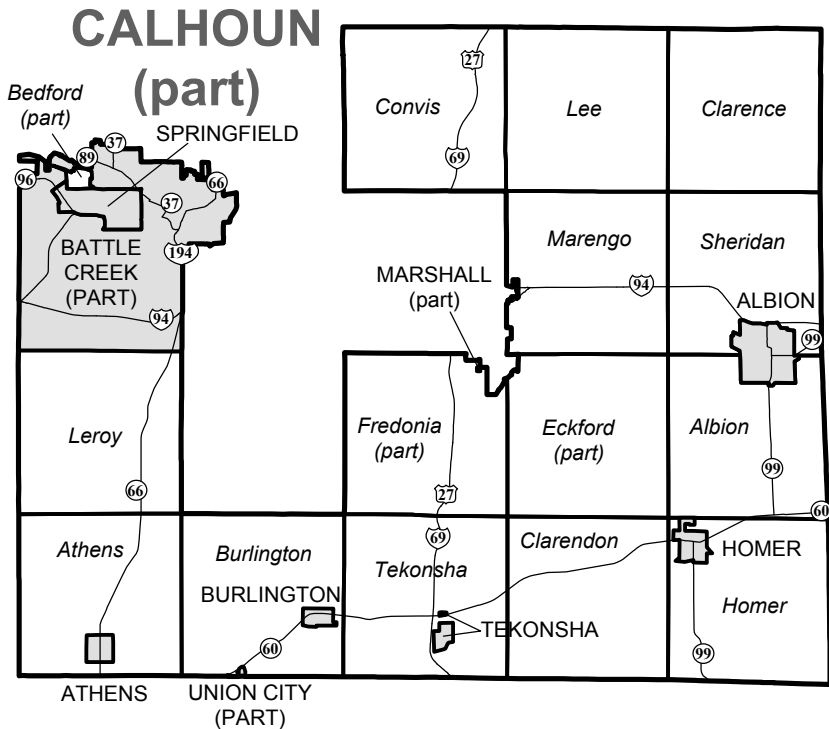 CALHOUN
(part)
Bedford
(part)
SPRINGFIELD
37
89
96
66
37
BATTLE
CREEK
(PART)
194
94
27
Convis
69
Lee
Clarence
Marengo
Sheridan
MARSHALL
(part)
94
ALBION
99
Leroy
66
Fredonia
(part)
27
Eckford
(part)
Albion
99
60
Athens
Burlington
69
Tekonsha
Clarendon
HOMER
Homer
BURLINGTON
60
TEKONSHA
99
ATHENS
UNION CITY
(PART)